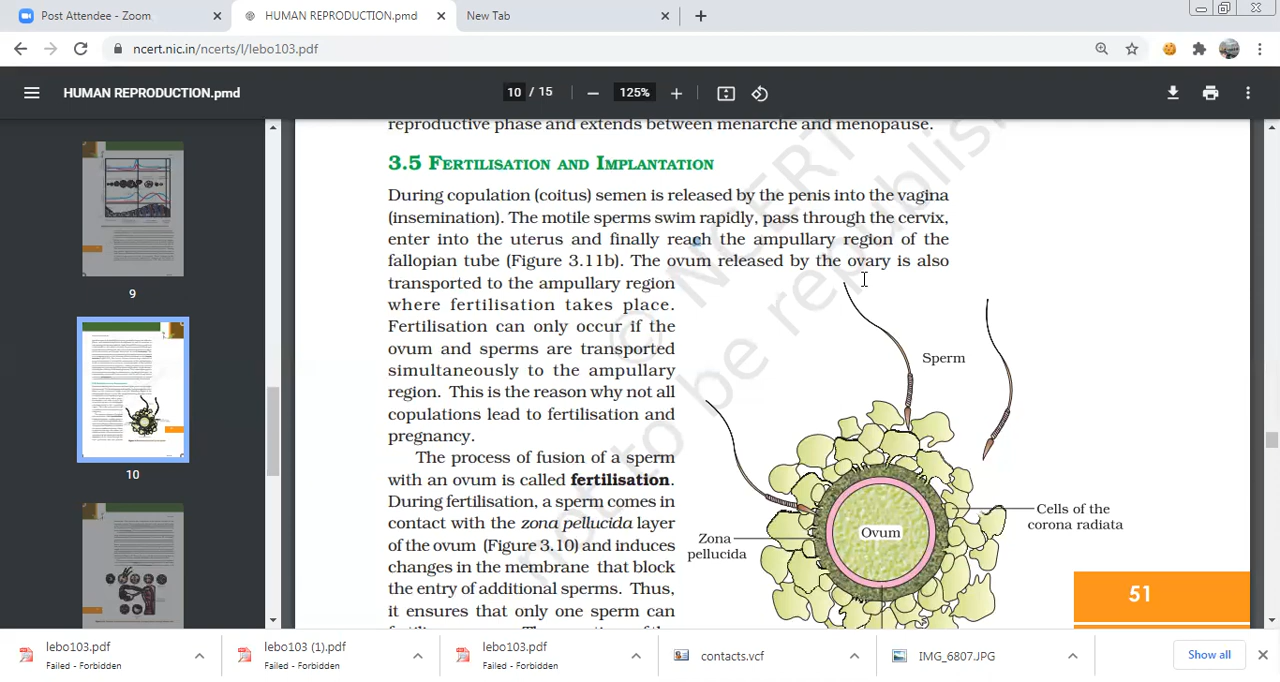 Post Attendee - Zoom
HUMAN REPRODUCTION.pmd
New Tab
ncert.nic.in/ncerts/l/lebo103.pdf
HUMAN REPRODUCTION.pmd
10 / 15
125%
9
10
reproductive phase and extends between menarche and menopause.
3.5 FERTILISATION AND IMPLANTATION
During copulation (coitus) semen is released by the penis into the vagina
(insemination). The motile sperms swim rapidly, pass through the cervix,
enter into the uterus and finally reach the ampullary region of the
fallopian tube (Figure 3.11b). The ovum released by the ovary is also
transported to the ampullary region
where fertilisation takes place.
Fertilisation can only occur if the
ovum and sperms are transported
simultaneously to the ampullary
region. This is the reason why not all
copulations lead to fertilisation and
pregnancy.
The process of fusion of a sperm
with an ovum is called fertilisation.
During fertilisation, a sperm comes in
contact with the zona pellucida layer
of the ovum (Figure 3.10) and induces
changes in the membrane that block
the entry of additional sperms. Thus,
it ensures that only one sperm can
Sperm
Cells of the
corona radiata
Ovum
Zona
pellucida
51
© NCERT
not to be republish
lebo103.pdf
Failed - Forbidden
lebo103 (1).pdf
Failed - Forbidden
lebo103.pdf
Failed - Forbidden
contacts.vcf
IMG_6807.JPG
Show all